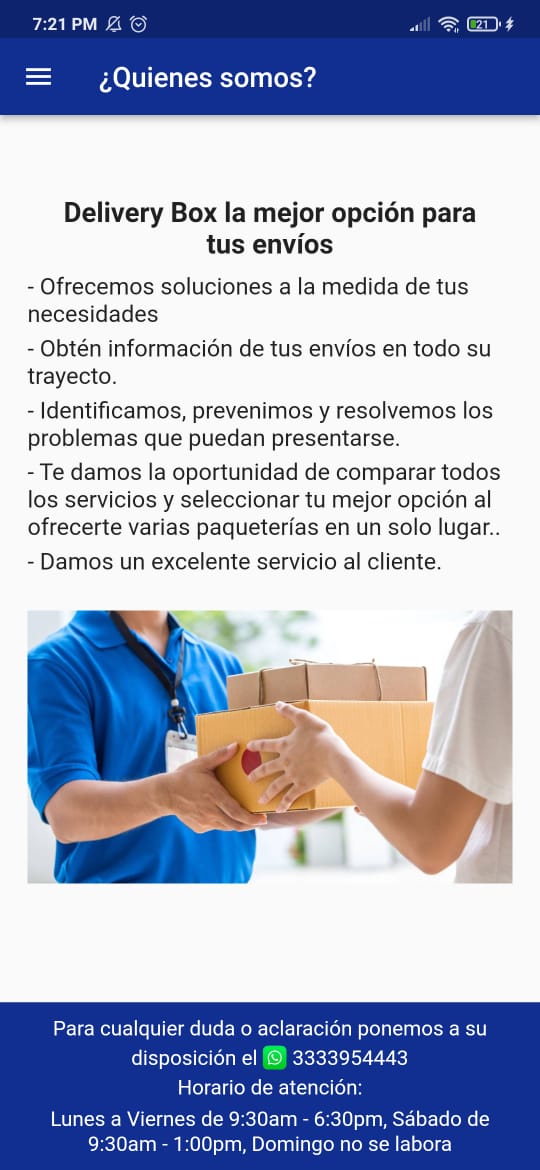 7:21 PM
21
¿Quienes somos?
Delivery Box la mejor opción para
tus envíos
- Ofrecemos soluciones a la medida de tus
necesidades
- Obtén información de tus envíos en todo su
trayecto.
- Identificamos, prevenimos y resolvemos los
problemas que puedan presentarse.
- Te damos la oportunidad de comparar todos
los servicios y seleccionar tu mejor opción al
ofrecerte varias paqueterías en un solo lugar..
- Damos un excelente servicio al cliente.
Para cualquier duda o aclaración ponemos a su
disposición el 3333954443
Horario de atención:
Lunes a Viernes de 9:30am - 6:30pm, Sábado de
9:30am - 1:00pm, Domingo no se labora